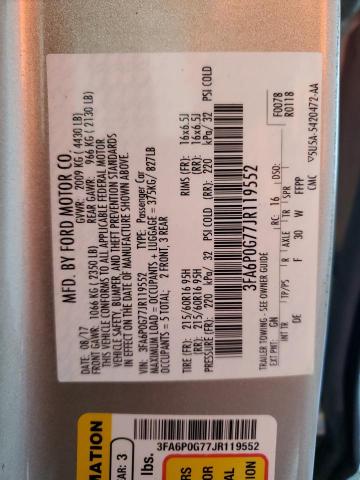 MFD. BY FORD MOTOR CO.
DATE: 08/17 GVWR: 2009 KG (4430 LB)
FRONT GAWR: 1066 KG (2350 LB) REAR GAWR: 966 KG (2130 LB)
VEHICLE CONFORMS TO ALL APPLICABLE FEDERAL MOTOR
VEHICLE SAFETY, BUMPER, AND THEFT PREVENTION STANDARDS
IN EFFECT ON THE DATE OF MANUFACTURE SHOWN ABOVE.
VIN: 3FA6P0G77JR119552 TYPE: Passenger Car
MAXIMUM LOAD = OCCUPANTS + LUGGAGE = 375KG/ 827LB
OCCUPANTS: 5 TOTAL; 2 FRONT, 3 REAR
TIRE (FR): 215/60R16 95H RIMS (FR): 16x6.5J
(RR): 215/60R16 95H (RR): 16x6.5J
PRESSURE (FR): 220 kPa/ 32 PSI COLD (RR): 220 kPa/ 32 PSI COLD
3FA6P0G77JR119552
TRAILER TOWING - SEE OWNER GUIDE
F0078
R0118
EXT PNT: GN RC: 16 DSO:
INT TR TP/PS R AXLE TR SPR
DE F 30 W FFPP
CMC 5U5A-5420472-AA
MATION
AR: 3
lbs.
3FA6P0G77JR119552